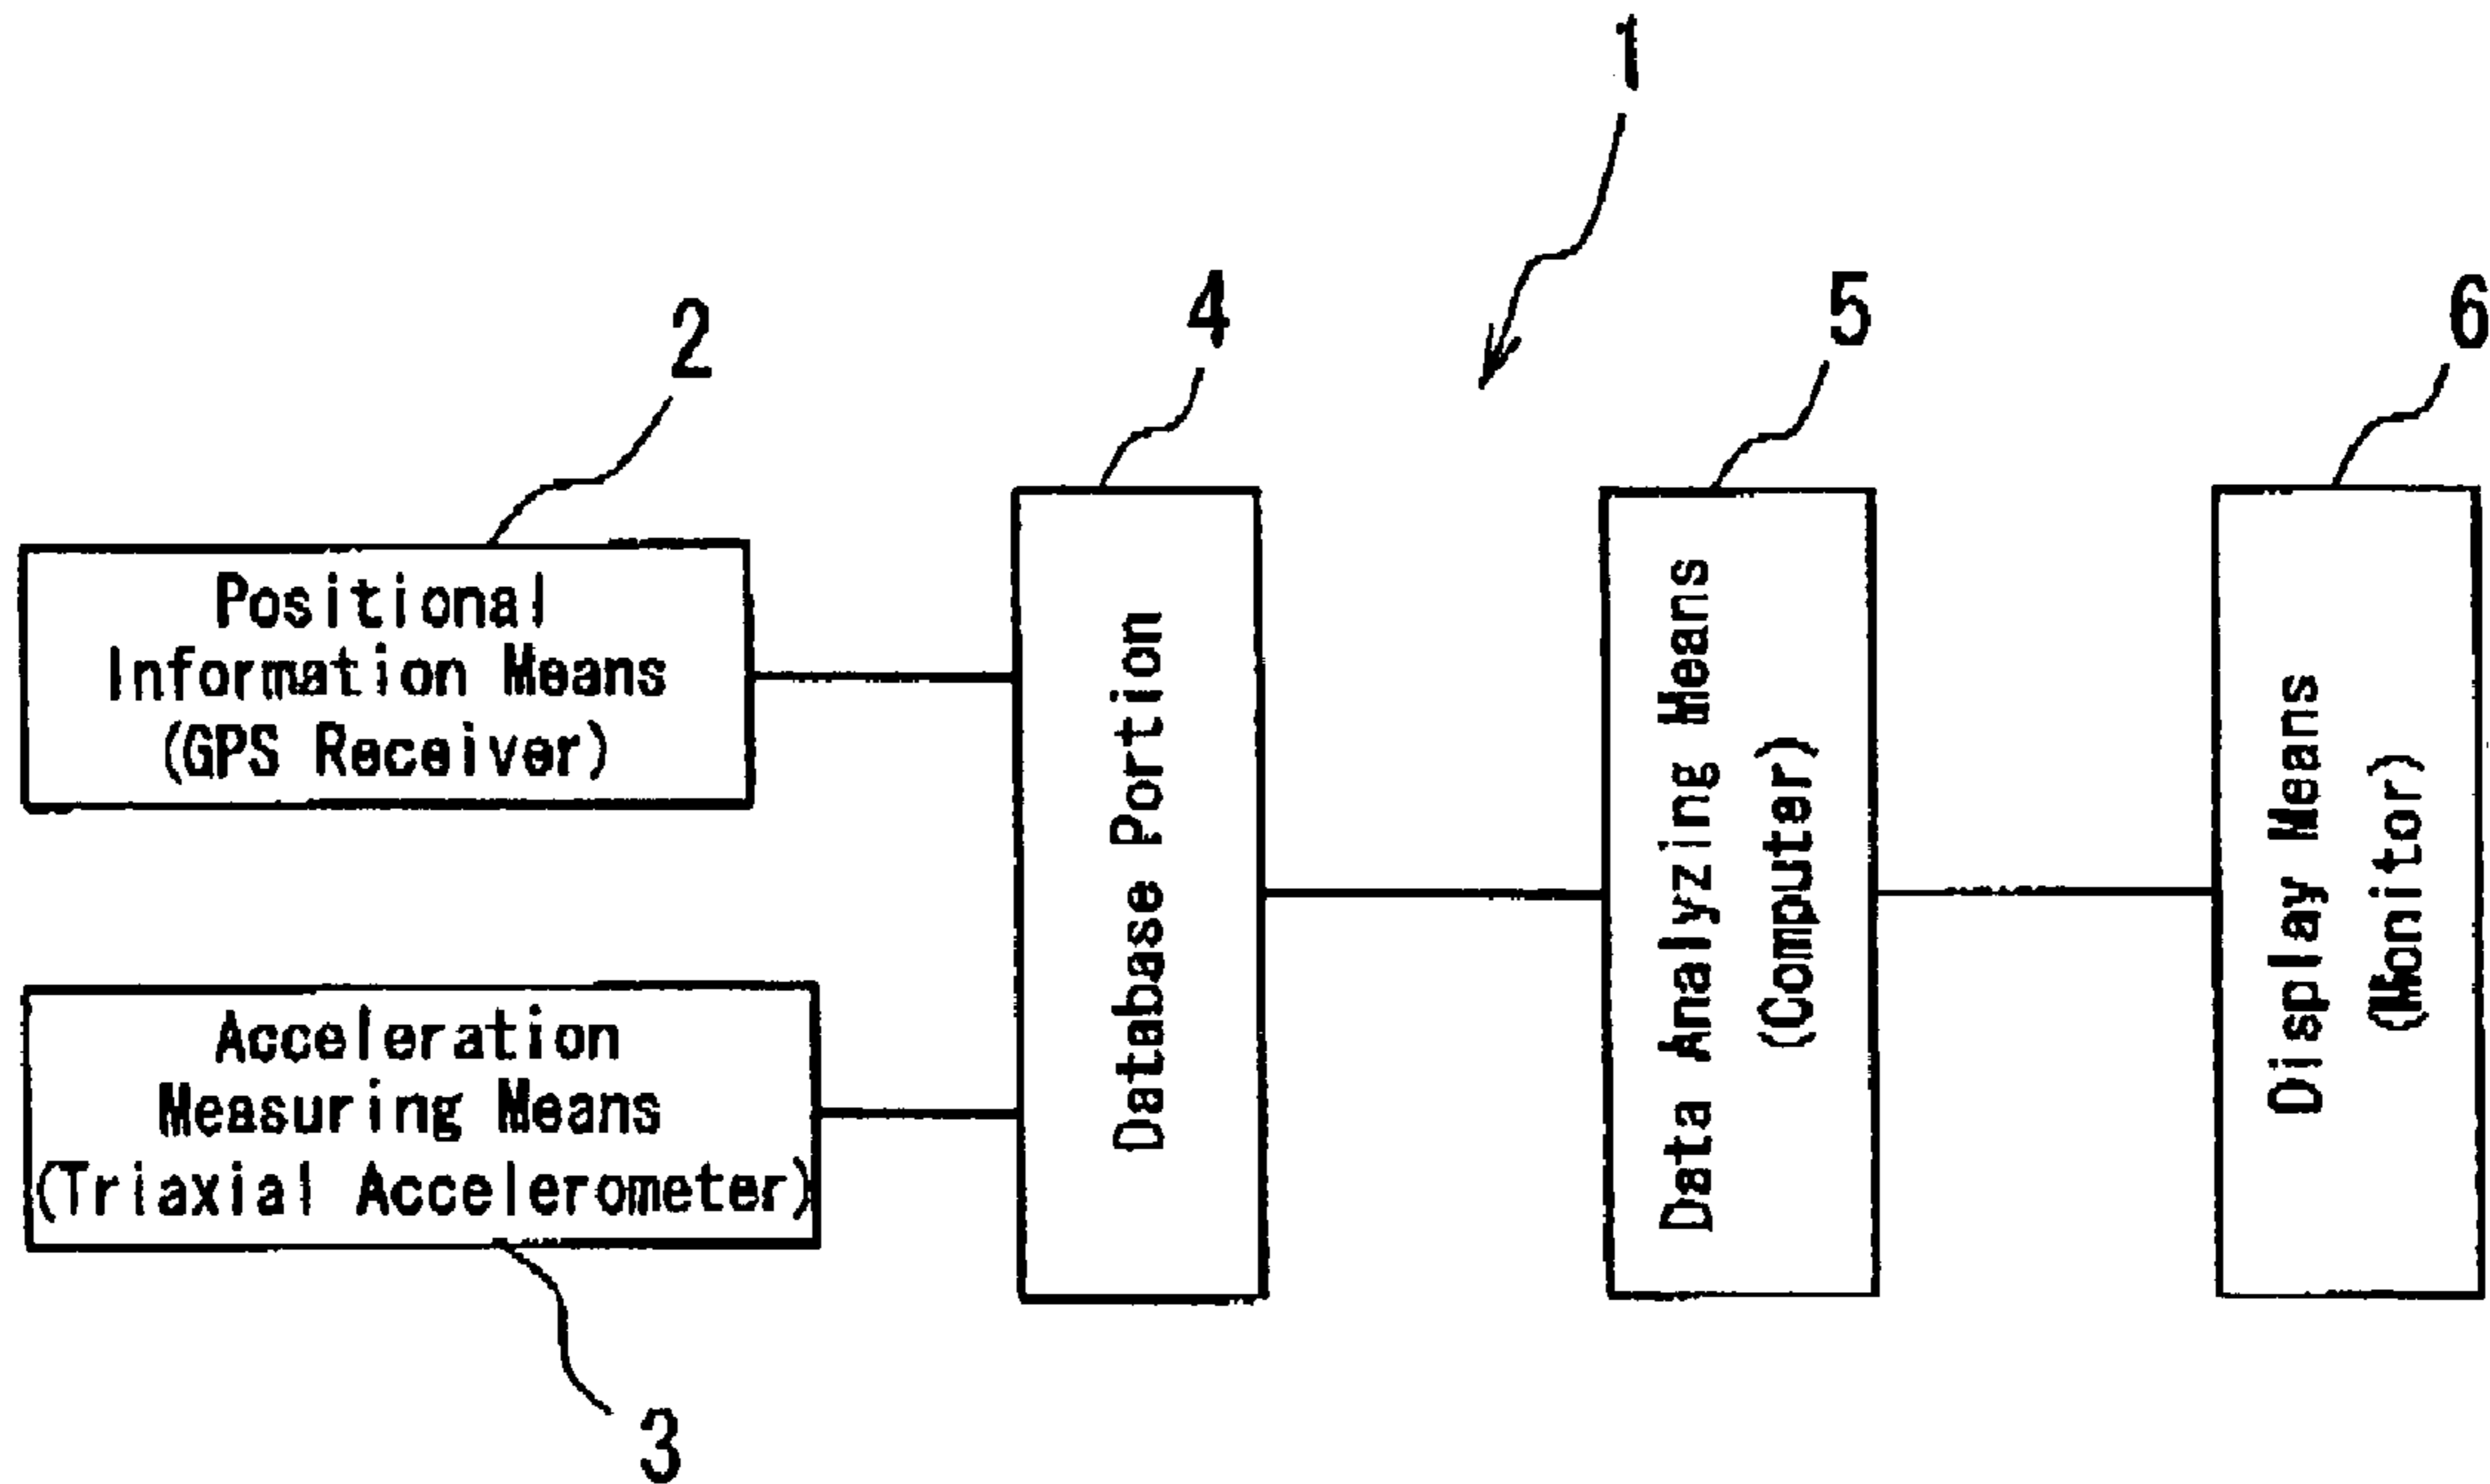 1
2
4
5
6
Positional
Information Means
(GPS Receiver)
Acceleration
Measuring Means
(Triaxial Accelerometer)
3
Database Portion
Data Analyzing Means
(Computer)
Display Means
(Monitor)